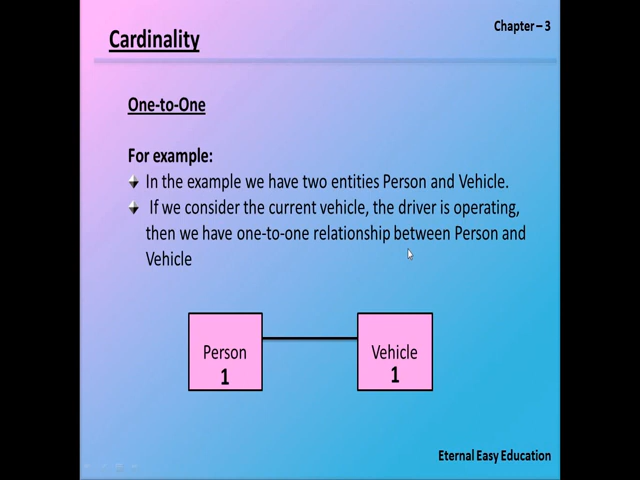 Chapter – 3
Cardinality
One-to-One
For example:
In the example we have two entities Person and Vehicle.
If we consider the current vehicle, the driver is operating,
then we have one-to-one relationship between Person and
Vehicle
Person
1
Vehicle
1
Eternal Easy Education